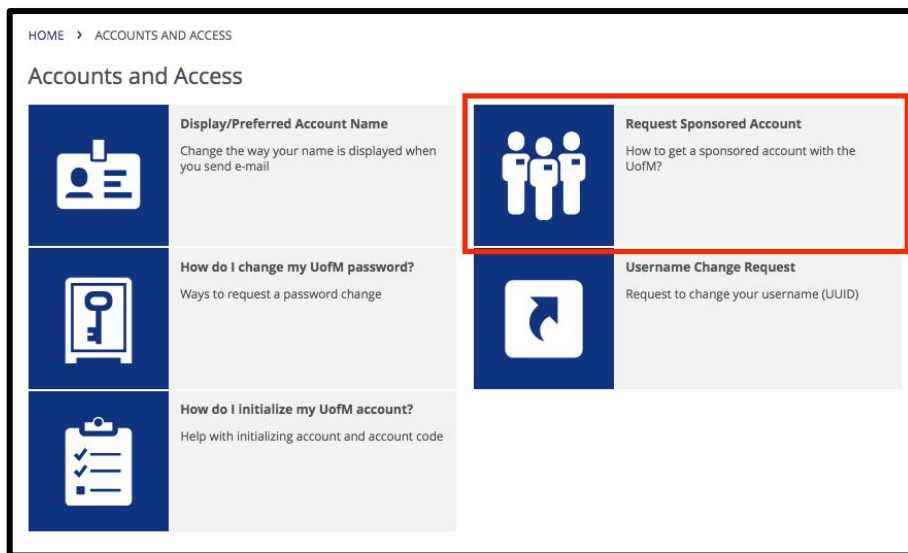 HOME > ACCOUNTS AND ACCESS
Accounts and Access
Display/Preferred Account Name
Change the way your name is displayed when
you send e-mail
Request Sponsored Account
How to get a sponsored account with the
UofM?
How do I change my UofM password?
Ways to request a password change
Username Change Request
Request to change your username (UUID)
How do I initialize my UofM account?
Help with initializing account and account code